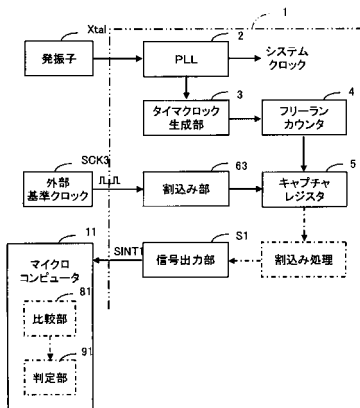 1
Xtal
発振子
2
PLL
システム
クロック
3
タイマクロック
生成部
4
フリーラン
カウンタ
SCK3
外部
基準クロック
63
割込み部
5
キャプチャ
レジスタ
11
マイクロ
コンピュータ
SINT1
S1
信号出力部
割込み処理
81
比較部
91
判定部